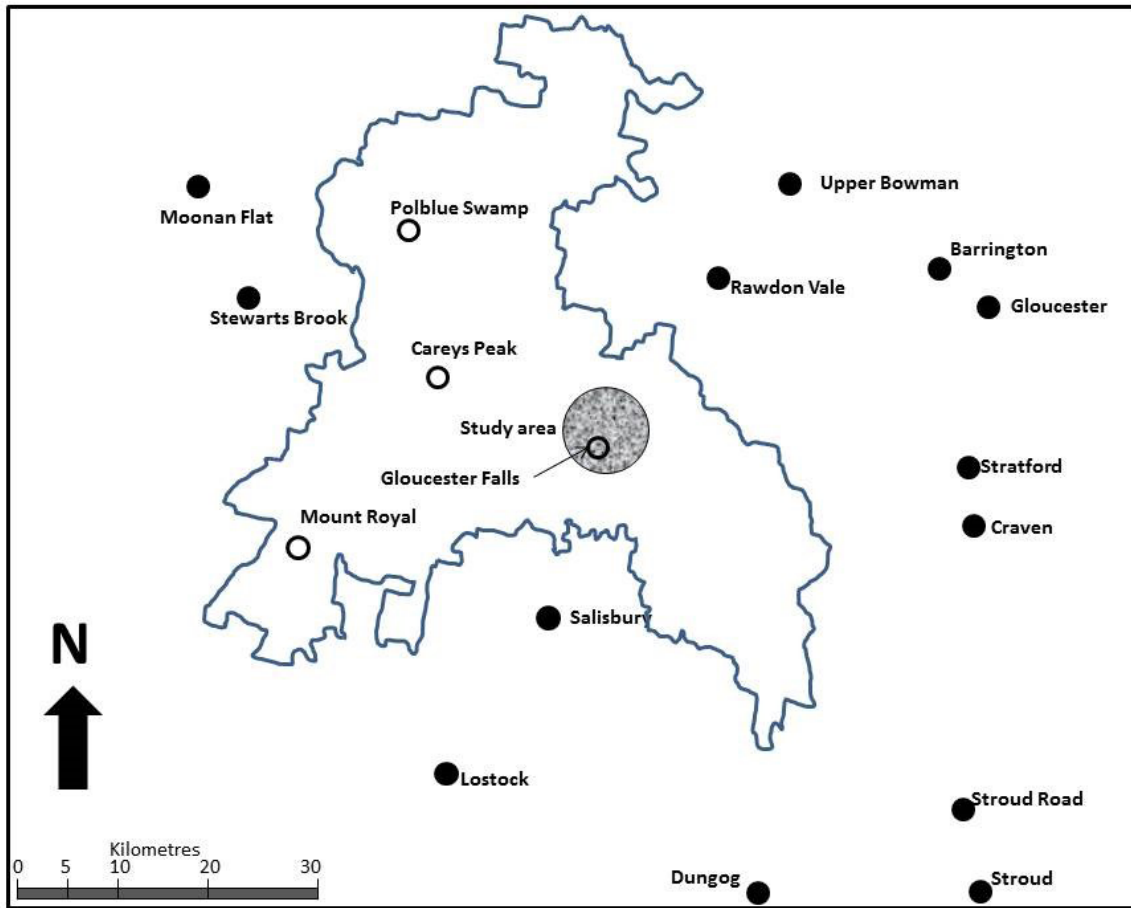 Upper Bowman
Moonan Flat
Polblue Swamp
Barrington
Rawdon Vale
Gloucester
Stewarts Brook
Careys Peak
Study area
Stratford
Gloucester Falls
Mount Royal
Craven
Salisbury
N
Lostock
Stroud Road
Kilometres
0 5 10 20 30
Dungog
Stroud